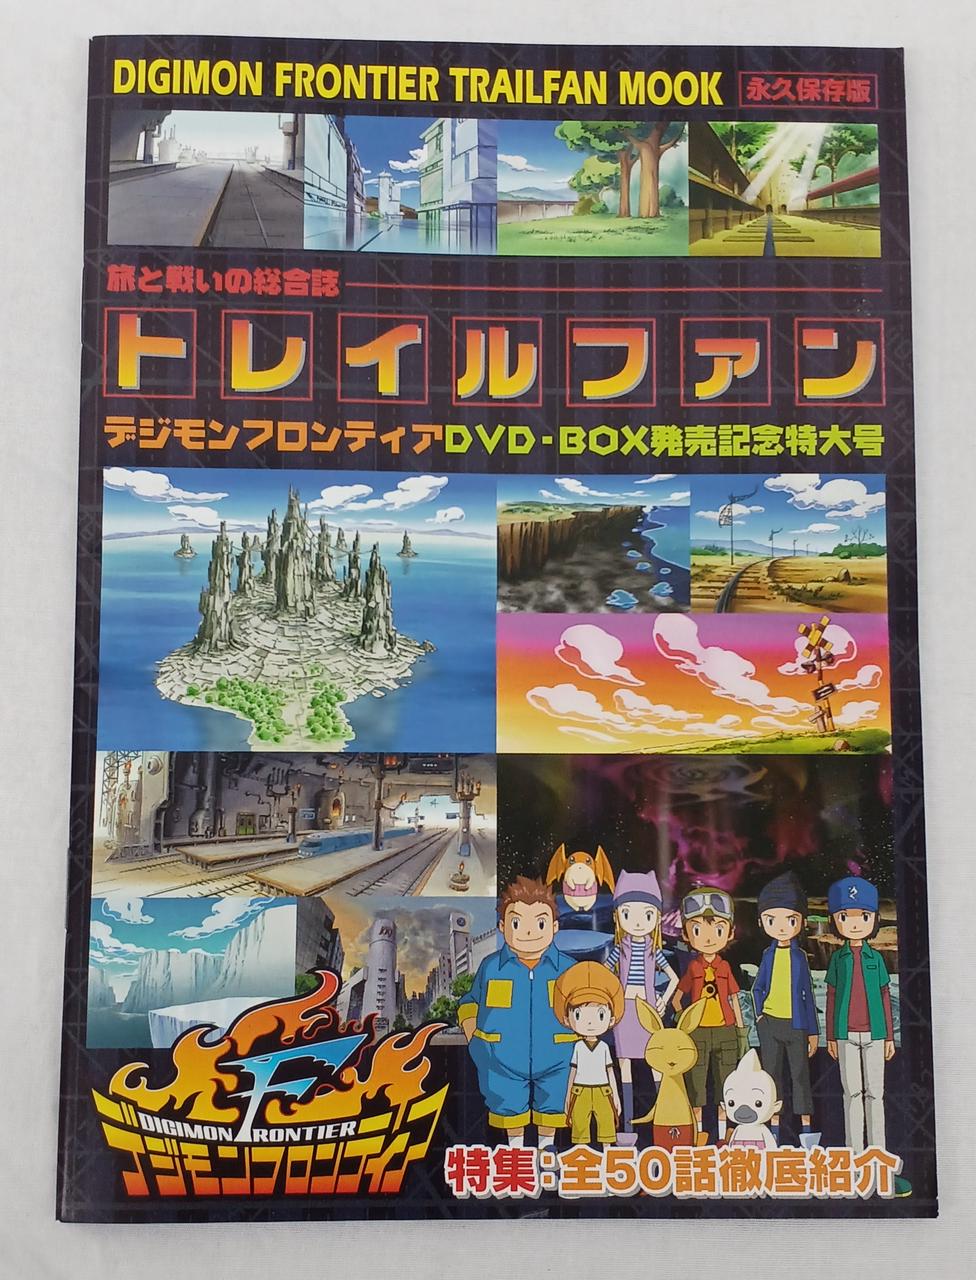 DIGIMON FRONTIER TRAILFAN MOOK 永久保存版
旅と戦いの総合誌
トレイルファン
デジモンフロンティアDVD・BOX発売記念特大号
F
DIGIMON FRONTIER
デジモンフロンティア
特集:全50話徹底紹介